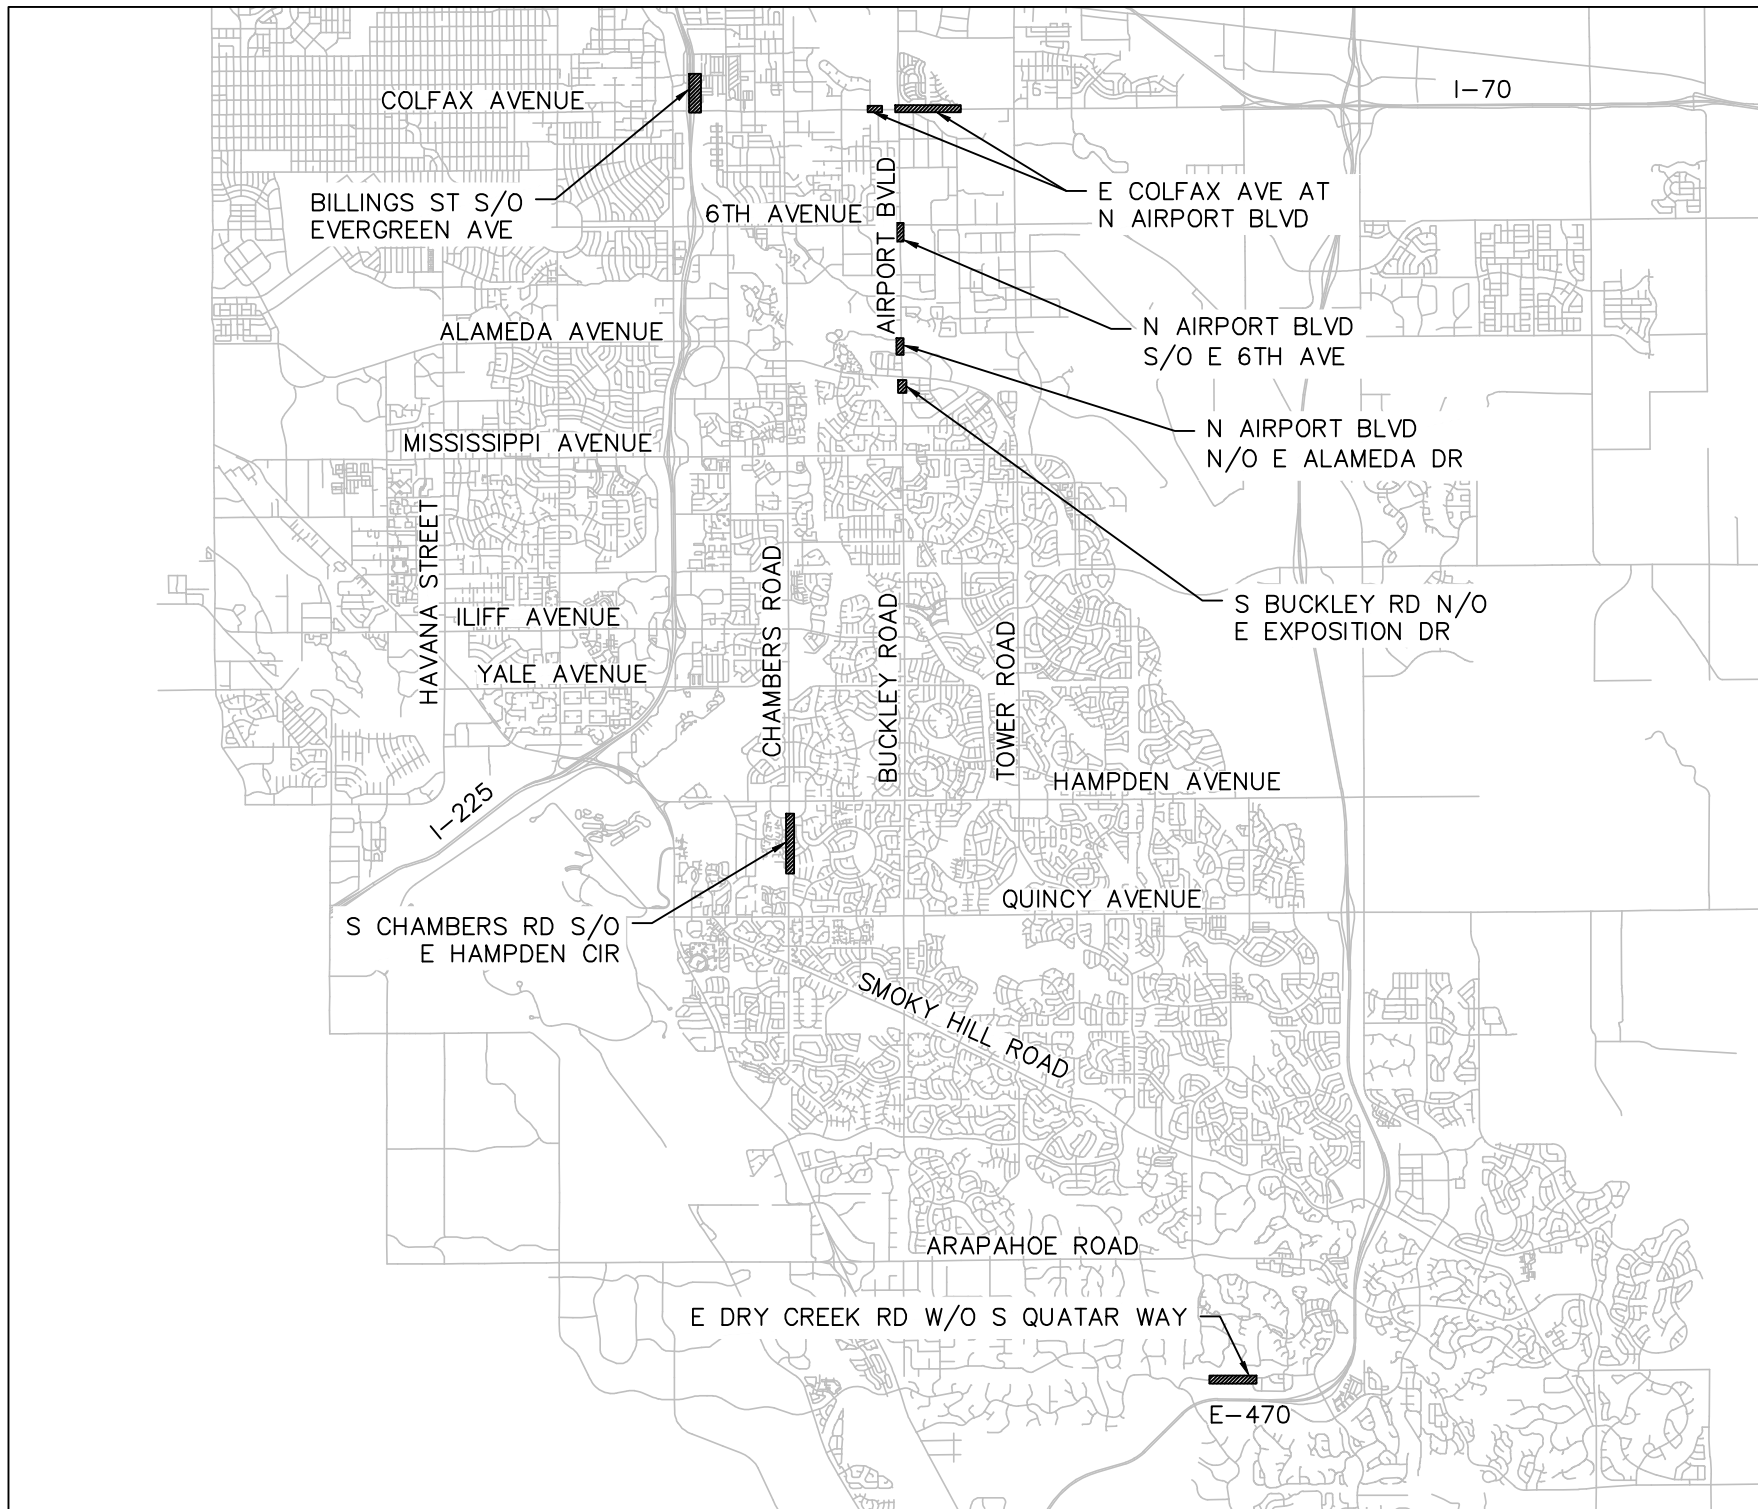 I-70
COLFAX AVENUE
BILLINGS ST S/O
EVERGREEN AVE
6TH AVENUE
AIRPORT BVLD
E COLFAX AVE AT
N AIRPORT BLVD
ALAMEDA AVENUE
N AIRPORT BLVD
S/O E 6TH AVE
MISSISSIPPI AVENUE
N AIRPORT BLVD
N/O E ALAMEDA DR
HAVANA STREET
CHAMBERS ROAD
BUCKLEY ROAD
TOWER ROAD
S BUCKLEY RD N/O
E EXPOSITION DR
ILIFF AVENUE
YALE AVENUE
HAMPDEN AVENUE
I-225
QUINCY AVENUE
S CHAMBERS RD S/O
E HAMPDEN CIR
SMOKY HILL ROAD
ARAPAHOE ROAD
E DRY CREEK RD W/O S QUATAR WAY
E-470